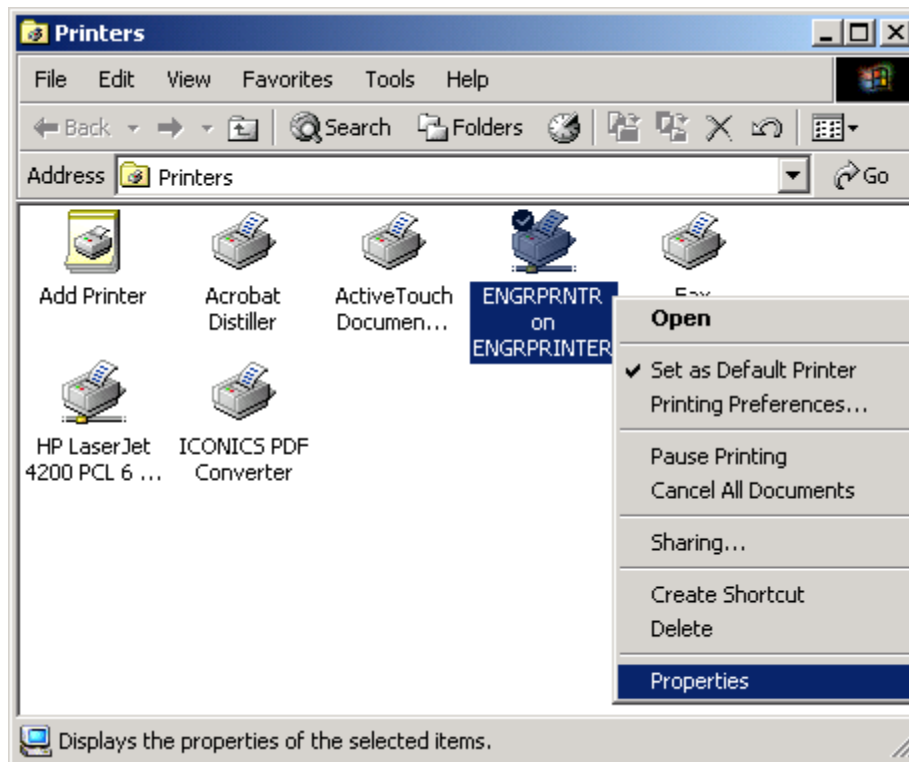 Printers
File Edit View Favorites Tools Help
Back Search Folders
Address Printers Go
Add Printer
Acrobat
Distiller
ActiveTouch
Documen...
ENGRPRNTR
on
ENGRPRINTER
Fax
HP LaserJet
4200 PCL 6 ...
ICONICS PDF
Converter
Open
Set as Default Printer
Printing Preferences...
Pause Printing
Cancel All Documents
Sharing...
Create Shortcut
Delete
Properties
Displays the properties of the selected items.